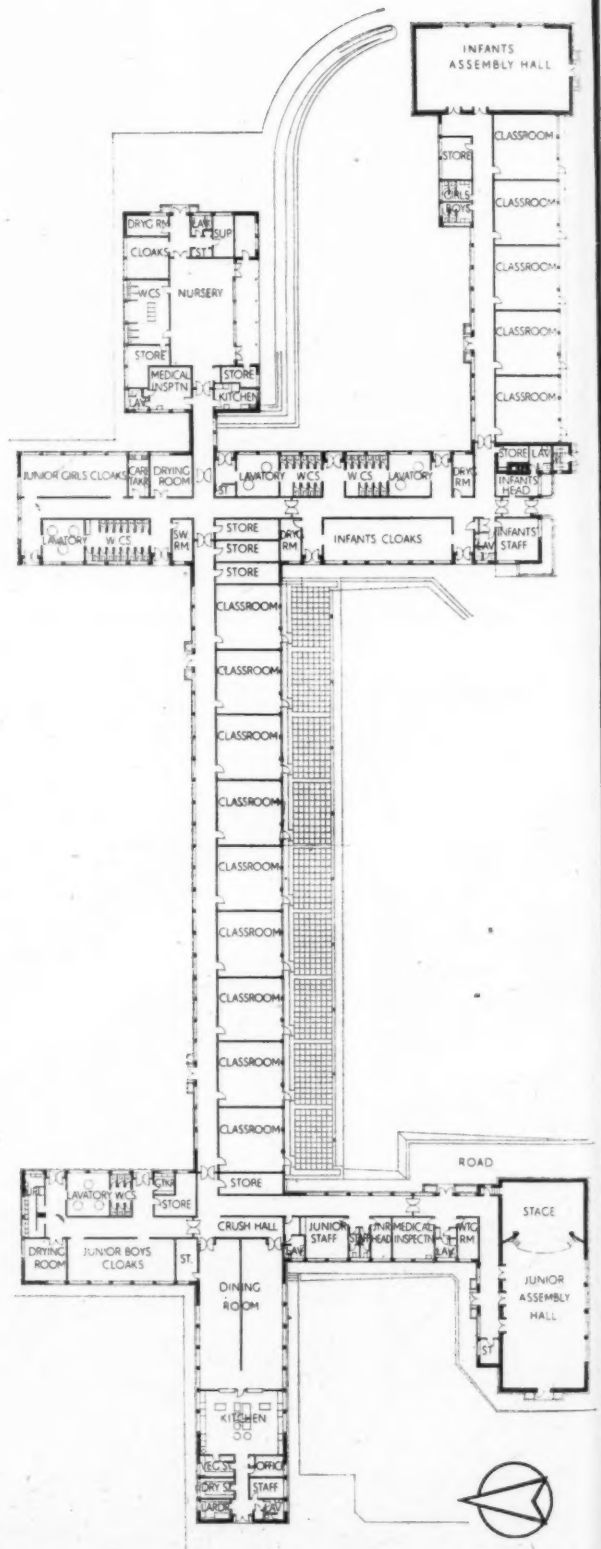 INFANTS
ASSEMBLY HALL
CLASSROOM
STORE
CLASSROOM
GIRLS
BOYS
DRYG RM
LAV
SUP
CLOAKS
ST.
CLASSROOM
WCS
NURSERY
CLASSROOM
STORE
MEDICAL
INSPTN
STORE
CLASSROOM
LAV
KITCHEN
JUNIOR GIRLS CLOAKS
CARE
TAKR
DRYING
ROOM
LAVATORY
WCS
WCS
LAVATORY
DRYG
RM
STORE
LAV
ST
INFANTS
HEAD
LAVATORY
WCS
SW
RM
STORE
STORE
STORE
DRYG
RM
INFANTS CLOAKS
LAV
INFANTS'
STAFF
CLASSROOM
CLASSROOM
CLASSROOM
CLASSROOM
CLASSROOM
CLASSROOM
CLASSROOM
CLASSROOM
CLASSROOM
ROAD
LAVATORY
WCS
CTKR
STORE
STORE
STAGE
CRUSH HALL
DRYING
ROOM
JUNIOR BOYS
CLOAKS
ST.
LAV
JUNIOR
STAFF
JNR
HEAD
MEDICAL
INSPECTN
LAV
WTG
RM
JUNIOR
ASSEMBLY
HALL
DINING
ROOM
ST
KITCHEN
VEG ST.
OFFICE
DRY ST
STAFF
LARDR
LAV